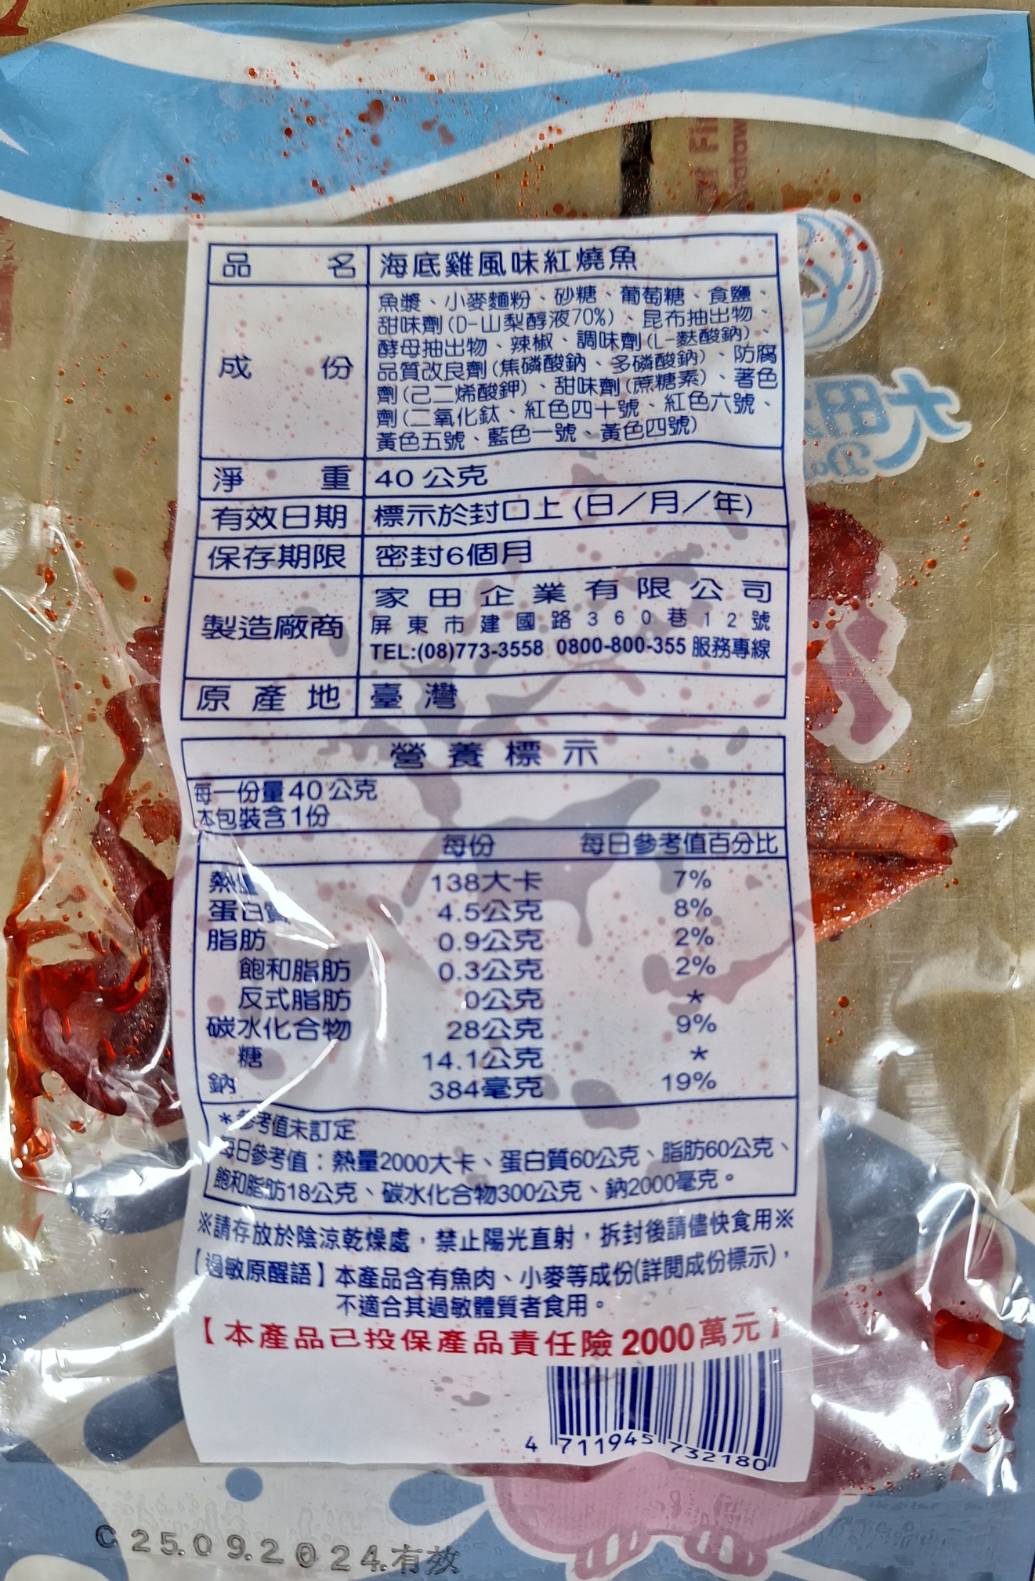 品名 海底雞風味紅燒魚
成份 魚漿、小麥麵粉、砂糖、葡萄糖、食鹽、
甜味劑(D-山梨醇液70%)、昆布抽出物、
酵母抽出物、辣椒、調味劑(L-麩酸鈉)、
品質改良劑(焦磷酸鈉、多磷酸鈉)、防腐
劑(己二烯酸鉀)、甜味劑(蔗糖素)、著色
劑(二氧化鈦、紅色四十號、紅色六號、
黃色五號、藍色一號、黃色四號)
淨重 40公克
有效日期 標示於封口上(日／月／年)
保存期限 密封6個月
製造廠商 家田企業有限公司
屏東市建國路360巷12號
TEL:(08)773-3558 0800-800-355 服務專線
原產地 臺灣
營養標示
每一份量40公克
本包裝含1份
每份 每日參考值百分比
熱量 138大卡 7%
蛋白質 4.5公克 8%
脂肪 0.9公克 2%
飽和脂肪 0.3公克 2%
反式脂肪 0公克 *
碳水化合物 28公克 9%
糖 14.1公克 *
鈉 384毫克 19%
*參考值未訂定
每日參考值：熱量2000大卡、蛋白質60公克、脂肪60公克、
飽和脂肪18公克、碳水化合物300公克、鈉2000毫克。
※請存放於陰涼乾燥處，禁止陽光直射，拆封後請儘快食用※
【過敏原醒語】本產品含有魚肉、小麥等成份(詳閱成份標示)，
不適合其過敏體質者食用。
【本產品已投保產品責任險2000萬元】
4 711945 732180
C 25.09.2024.有效